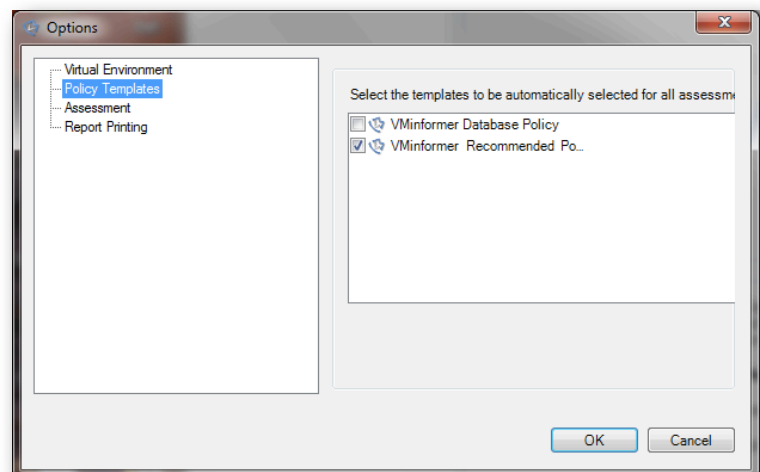 Options
Virtual Environment
Policy Templates
Assessment
Report Printing
Select the templates to be automatically selected for all
VMinformer Database Policy
VMinformer Recommended Po...
OK
Cancel